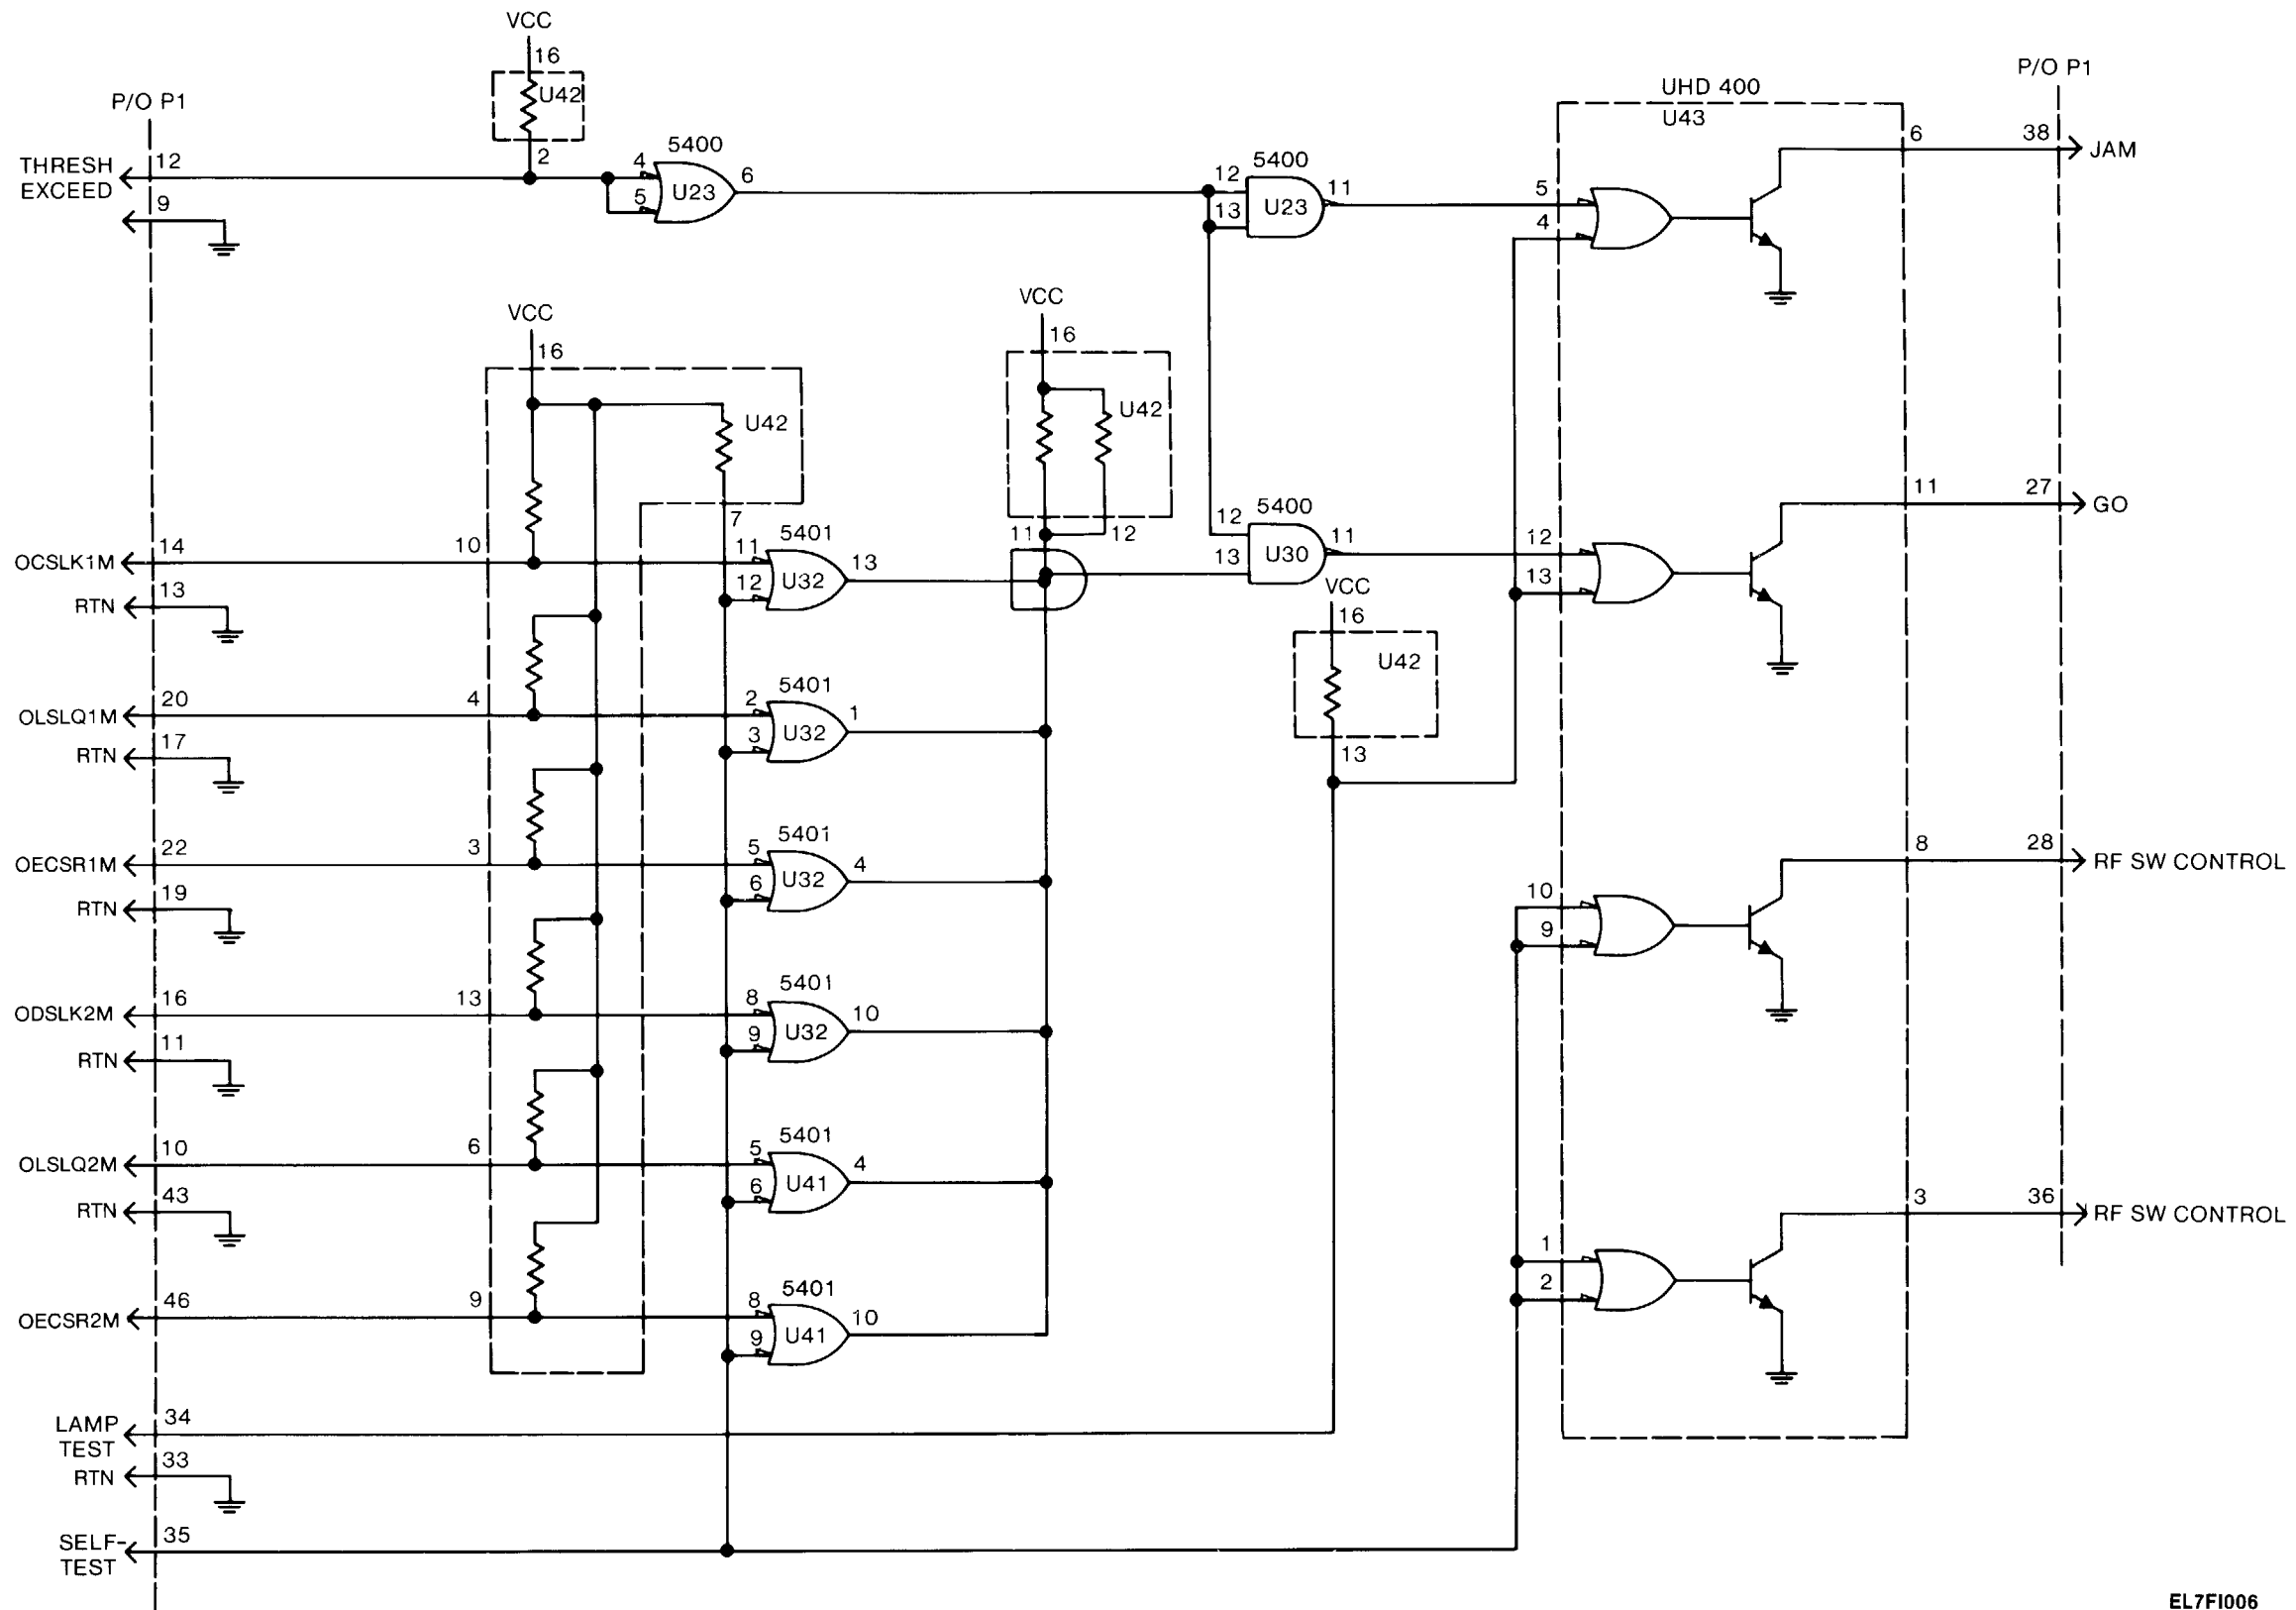 VCC
16
U42
2
P/O P1
THRESH
EXCEED
12
9
4
5
5400
U23
6
12
13
5400
U23
11
UHD 400
U43
5
4
6
P/O P1
38
JAM
VCC
16
U42
7
VCC
16
U42
11
12
OCSLK1M
14
10
11
12
5401
U32
13
RTN
13
12
13
5400
U30
11
12
13
11
27
GO
VCC
16
U42
13
OLSLQ1M
20
4
2
3
5401
U32
1
RTN
17
OECSR1M
22
3
5
6
5401
U32
4
RTN
19
10
9
8
28
RF SW CONTROL
ODSLK2M
16
13
8
9
5401
U32
10
RTN
11
OLSLQ2M
10
6
5
6
5401
U41
4
RTN
43
1
2
3
36
RF SW CONTROL
OECSR2M
46
9
8
9
5401
U41
10
LAMP
TEST
34
RTN
33
SELF-
TEST
35
EL7FI006